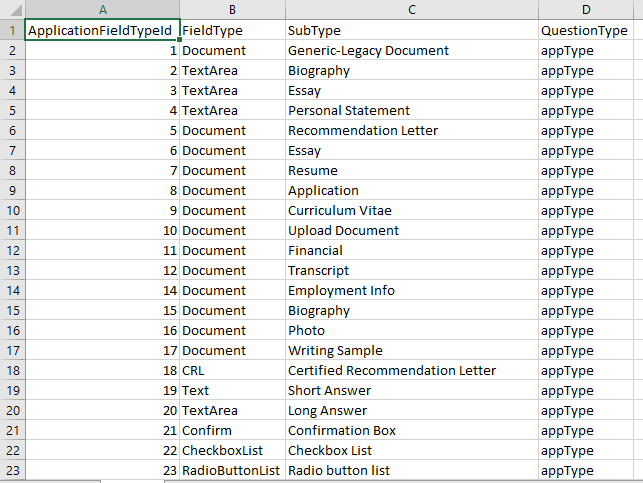 A B C D
1 ApplicationFieldTypeId FieldType SubType QuestionType
2 1 Document Generic-Legacy Document appType
3 2 TextArea Biography appType
4 3 TextArea Essay appType
5 4 TextArea Personal Statement appType
6 5 Document Recommendation Letter appType
7 6 Document Essay appType
8 7 Document Resume appType
9 8 Document Application appType
10 9 Document Curriculum Vitae appType
11 10 Document Upload Document appType
12 11 Document Financial appType
13 12 Document Transcript appType
14 14 Document Employment Info appType
15 15 Document Biography appType
16 16 Document Photo appType
17 17 Document Writing Sample appType
18 18 CRL Certified Recommendation Letter appType
19 19 Text Short Answer appType
20 20 TextArea Long Answer appType
21 21 Confirm Confirmation Box appType
22 22 CheckboxList Checkbox List appType
23 23 RadioButtonList Radio button list appType